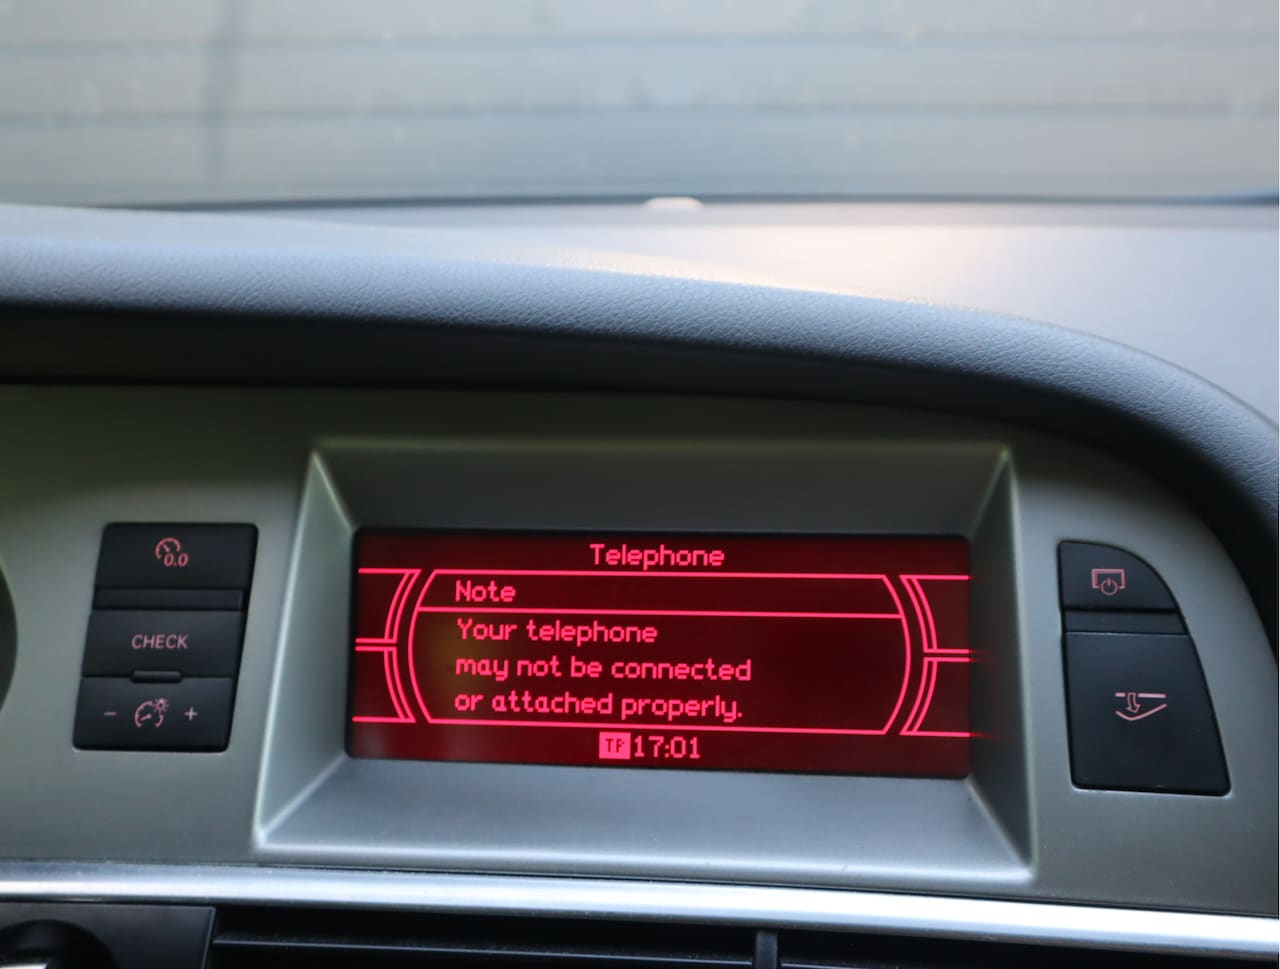 Telephone
Note
Your telephone
may not be connected
or attached properly.
TP 17:01
0.0
CHECK
- +